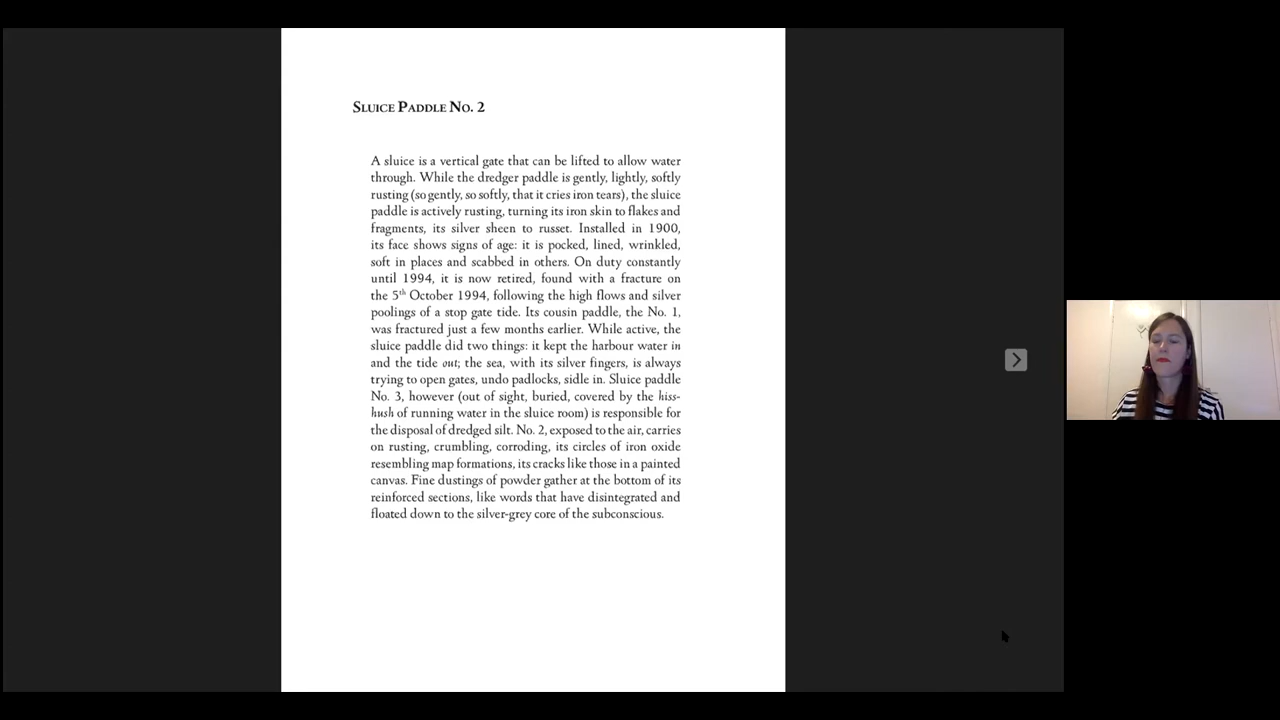 Sluice Paddle No. 2
A sluice is a vertical gate that can be lifted to allow water
through. While the dredger paddle is gently, lightly, softly
rusting (so gently, so softly, that it cries iron tears), the sluice
paddle is actively rusting, turning its iron skin to flakes and
fragments, its silver sheen to russet. Installed in 1900,
its face shows signs of age: it is pocked, lined, wrinkled,
soft in places and scabbed in others. On duty constantly
until 1994, it is now retired, found with a fracture on
the 5th October 1994, following the high flows and silver
poolings of a stop gate tide. Its cousin paddle, the No. 1,
was fractured just a few months earlier. While active, the
sluice paddle did two things: it kept the harbour water in
and the tide out; the sea, with its silver fingers, is always
trying to open gates, undo padlocks, sidle in. Sluice paddle
No. 3, however (out of sight, buried, covered by the hiss-
hush of running water in the sluice room) is responsible for
the disposal of dredged silt. No. 2, exposed to the air, carries
on rusting, crumbling, corroding, its circles of iron oxide
resembling map formations, its cracks like those in a painted
canvas. Fine dustings of powder gather at the bottom of its
reinforced sections, like words that have disintegrated and
floated down to the silver-grey core of the subconscious.